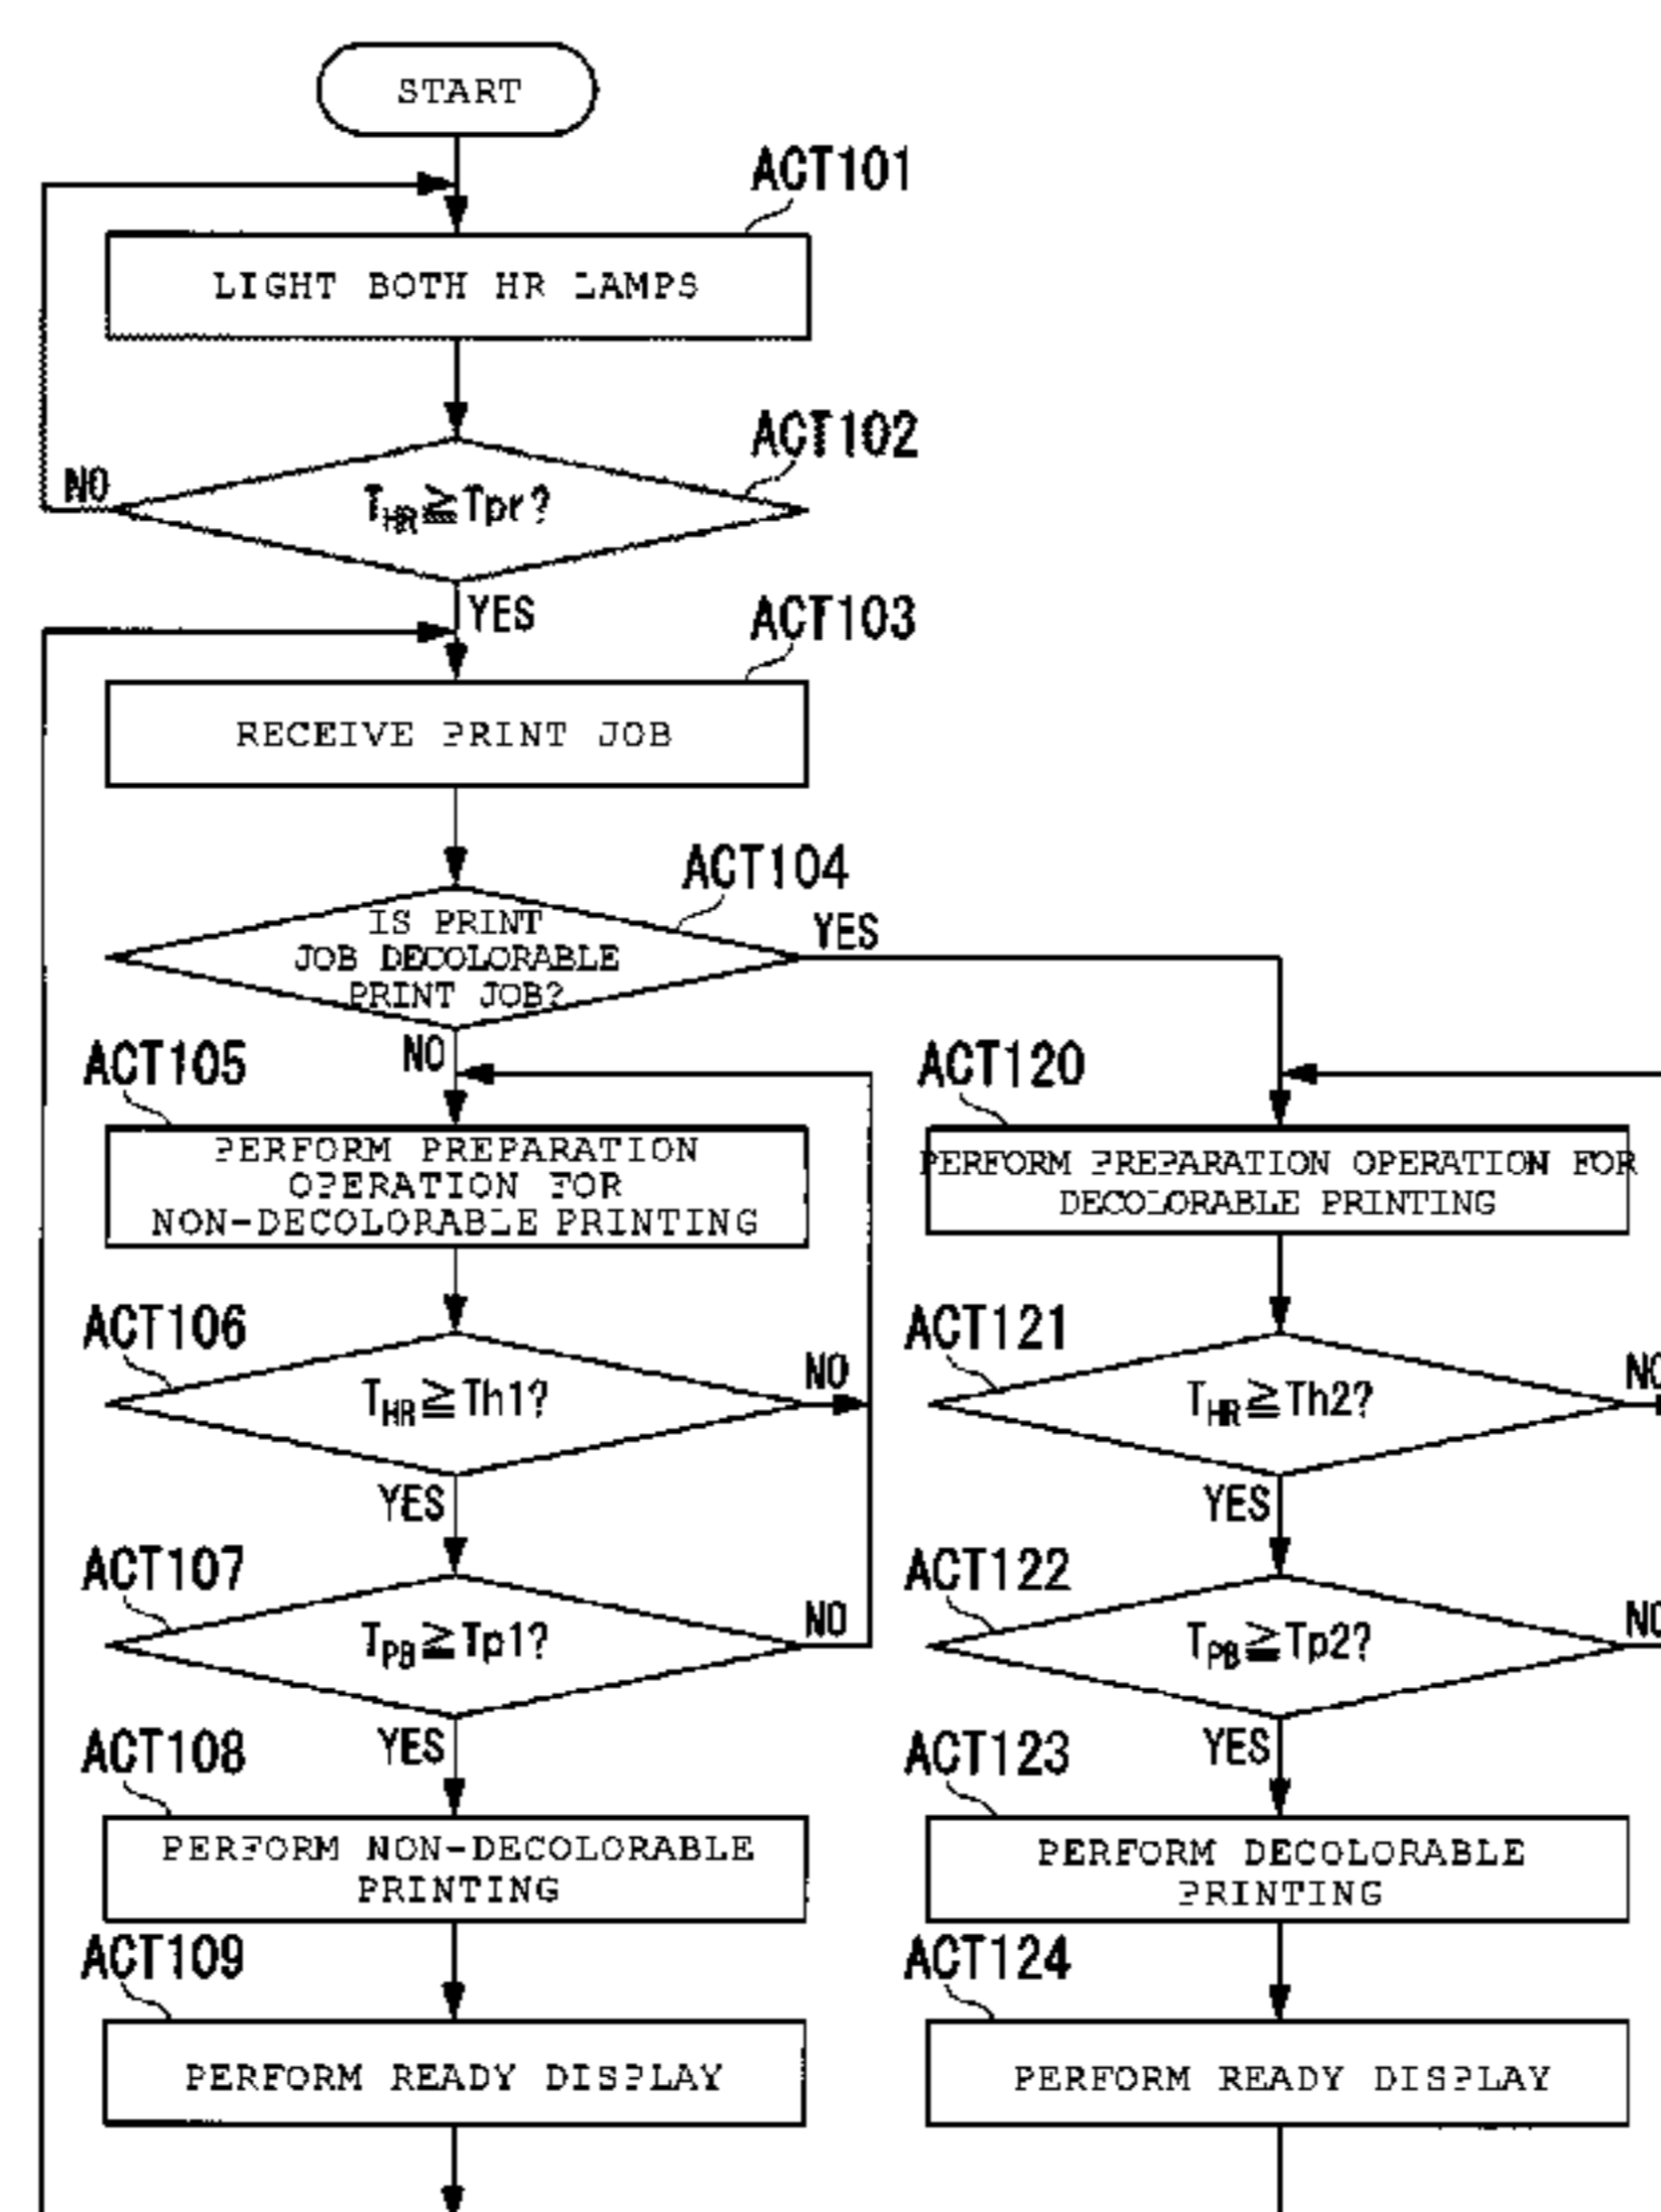 START
ACT101
LIGHT BOTH HR LAMPS
ACT102
NO
THR≧Tpr?
YES
ACT103
RECEIVE PRINT JOB
ACT104
IS PRINT
JOB DECOLORABLE
PRINT JOB?
YES
NO
ACT105
PERFORM PREPARATION
OPERATION FOR
NON-DECOLORABLE PRINTING
ACT106
THR≧Th1?
NO
YES
ACT107
TPB≧Tp1?
NO
YES
ACT108
PERFORM NON-DECOLORABLE
PRINTING
ACT109
PERFORM READY DISPLAY
ACT120
PERFORM PREPARATION OPERATION FOR
DECOLORABLE PRINTING
ACT121
THR≧Th2?
NO
YES
ACT122
TPB≧Tp2?
NO
YES
ACT123
PERFORM DECOLORABLE
PRINTING
ACT124
PERFORM READY DISPLAY